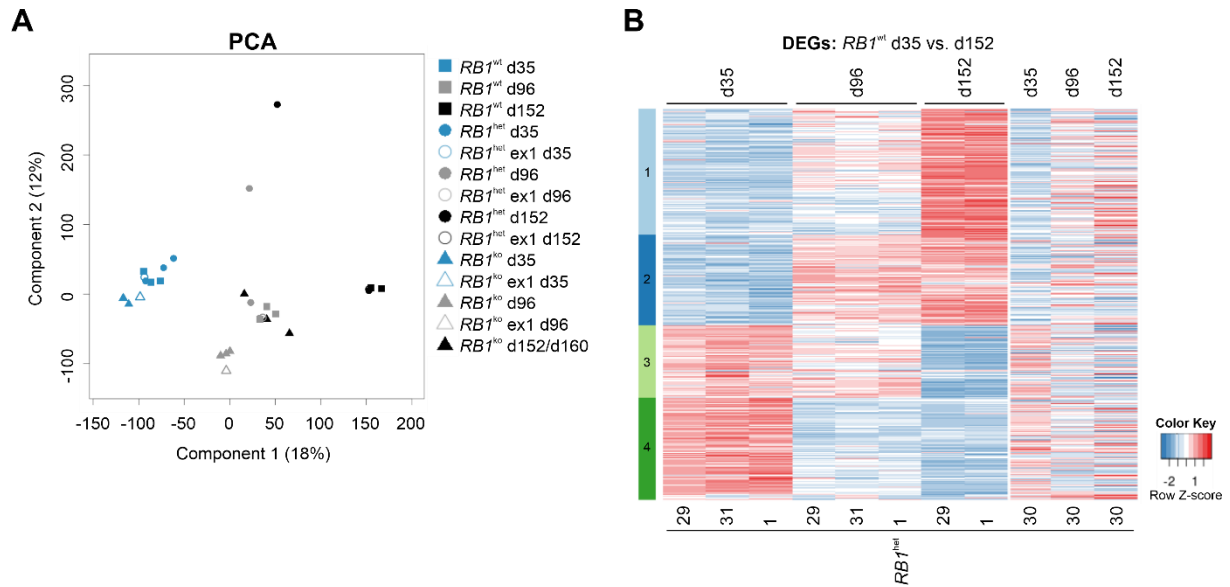 A
PCA
Component 2 (12%)
300
200
100
0
-100
-150
-100
-50
0
50
100
150
200
Component 1 (18%)
RB1wt d35
RB1wt d96
RB1wt d152
RB1het d35
RB1het ex1 d35
RB1het d96
RB1het ex1 d96
RB1het d152
RB1het ex1 d152
RB1ko d35
RB1ko ex1 d35
RB1ko d96
RB1ko ex1 d96
RB1ko d152/d160
B
DEGs: RB1wt d35 vs. d152
d35
d96
d152
d35
d96
d152
1
2
3
4
29
31
1
29
31
1
29
1
30
30
30
RB1het
Color Key
-2 1
Row Z-score